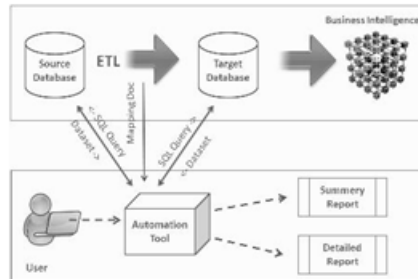 Business Intelligence
Source
Database
ETL
Target
Database
Mapping Doc
<- SQL Query
Dataset ->
SQL Query ->
<- Dataset
User
Automation
Tool
Summery
Report
Detailed
Report